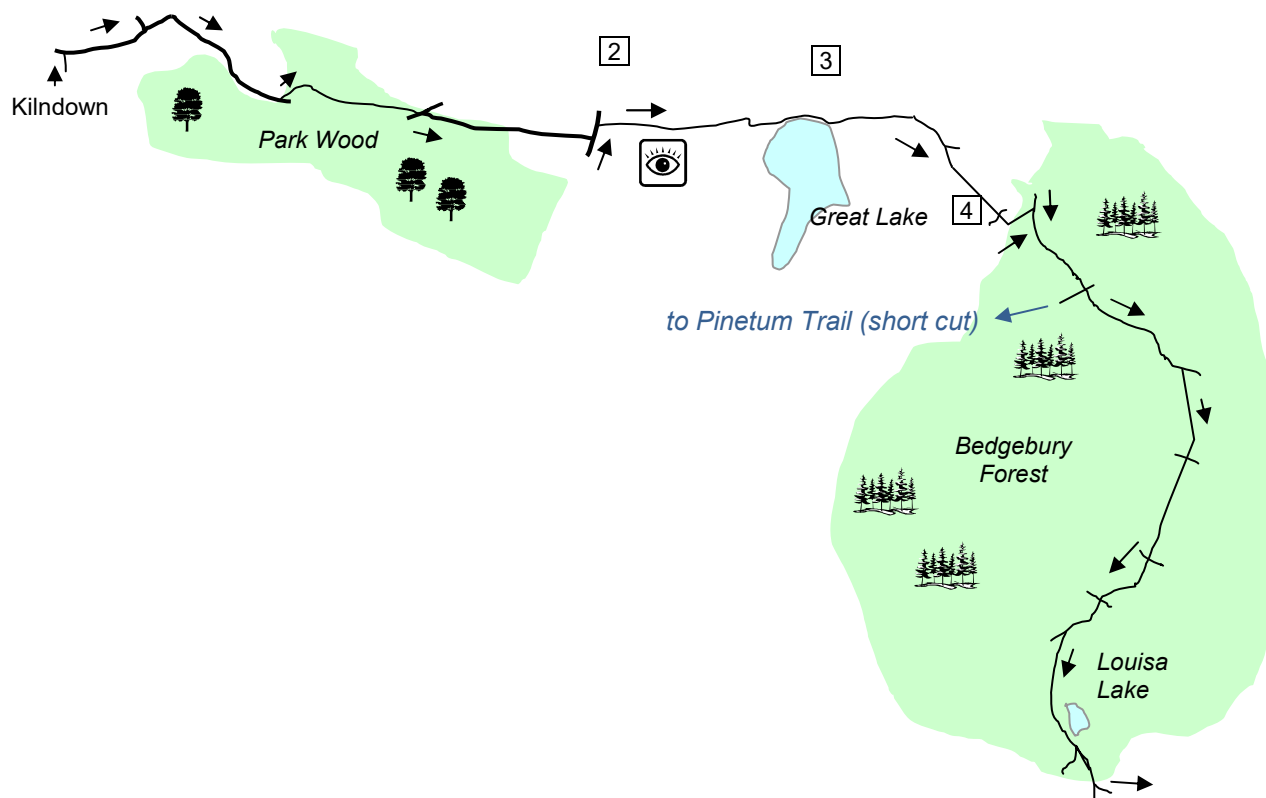 2
3
Kilndown
Park Wood
4
Great Lake
to Pinetum Trail (short cut)
Bedgebury
Forest
Louisa
Lake